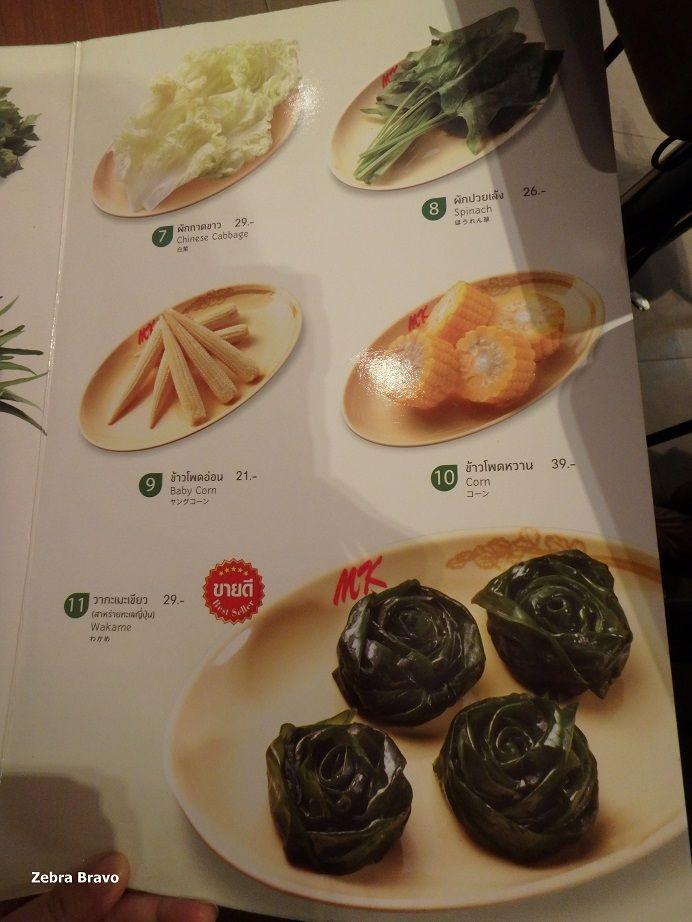 MK
7 ผักกาดขาว 29.-
Chinese Cabbage
白菜
8 ผักปวยเล้ง 26.-
Spinach
ほうれん草
MK
9 ข้าวโพดอ่อน 21.-
Baby Corn
ヤングコーン
MK
10 ข้าวโพดหวาน 39.-
Corn
コーン
11 วากะเมะเขียว 29.-
(สาหร่ายทะเลญี่ปุ่น)
Wakame
わかめ
ขายดี
Best Seller
MK
Zebra Bravo